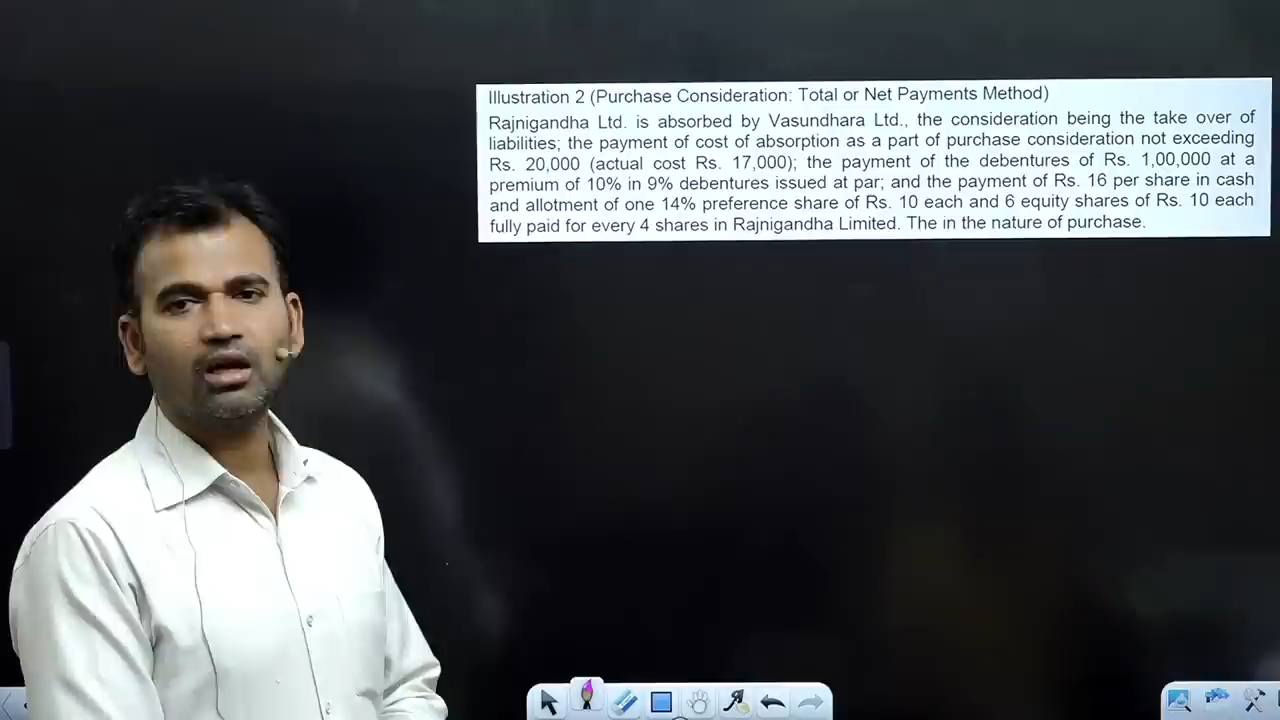 Illustration 2 (Purchase Consideration: Total or Net Payments Method)
Rajnigandha Ltd. is absorbed by Vasundhara Ltd., the consideration being the take over of
liabilities; the payment of cost of absorption as a part of purchase consideration not exceeding
Rs. 20,000 (actual cost Rs. 17,000); the payment of the debentures of Rs. 1,00,000 at a
premium of 10% in 9% debentures issued at par; and the payment of Rs. 16 per share in cash
and allotment of one 14% preference share of Rs. 10 each and 6 equity shares of Rs. 10 each
fully paid for every 4 shares in Rajnigandha Limited. The in the nature of purchase.